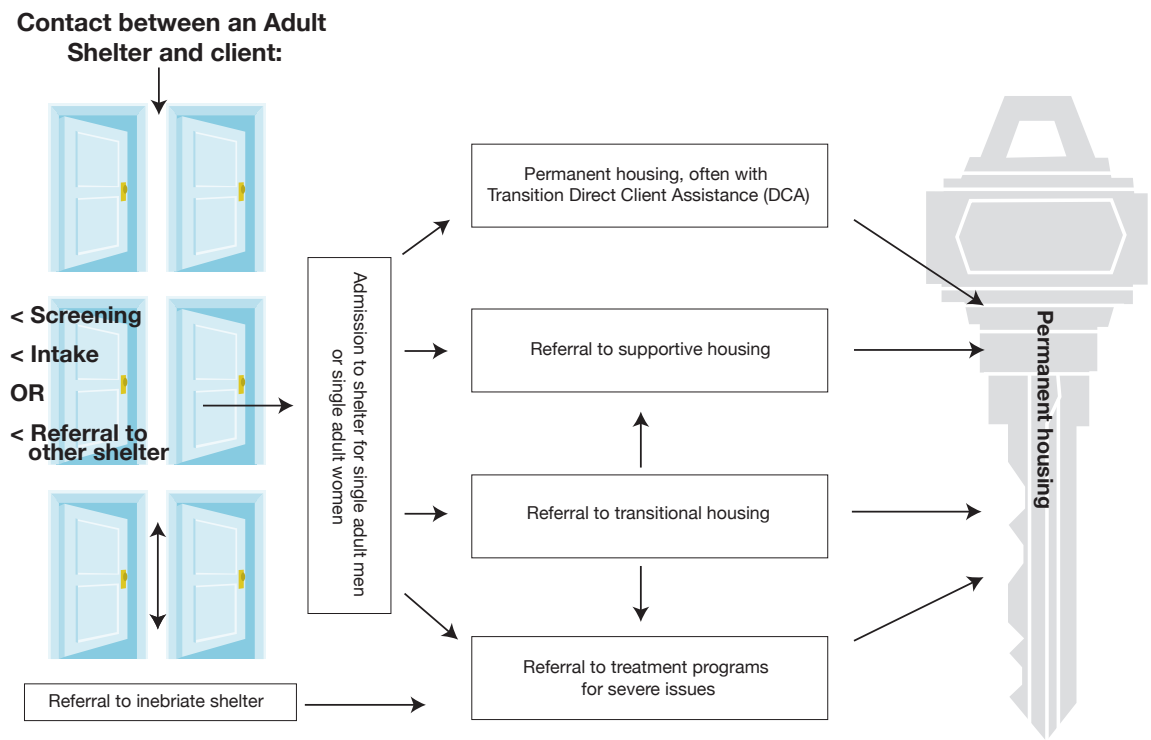 Contact between an Adult
Shelter and client:
< Screening
< Intake
OR
< Referral to
other shelter
Admission to shelter for single adult men
or single adult women
Permanent housing, often with
Transition Direct Client Assistance (DCA)
Referral to supportive housing
Referral to transitional housing
Referral to treatment programs
for severe issues
Referral to inebriate shelter
Permanent housing